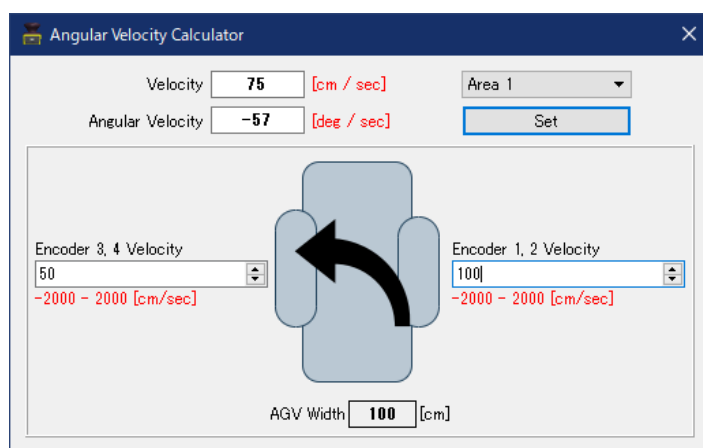 Angular Velocity Calculator
Velocity 75 [cm / sec] Area 1
Angular Velocity -57 [deg / sec] Set
Encoder 3, 4 Velocity
50
-2000 - 2000 [cm/sec]
Encoder 1, 2 Velocity
100
-2000 - 2000 [cm/sec]
AGV Width 100 [cm]